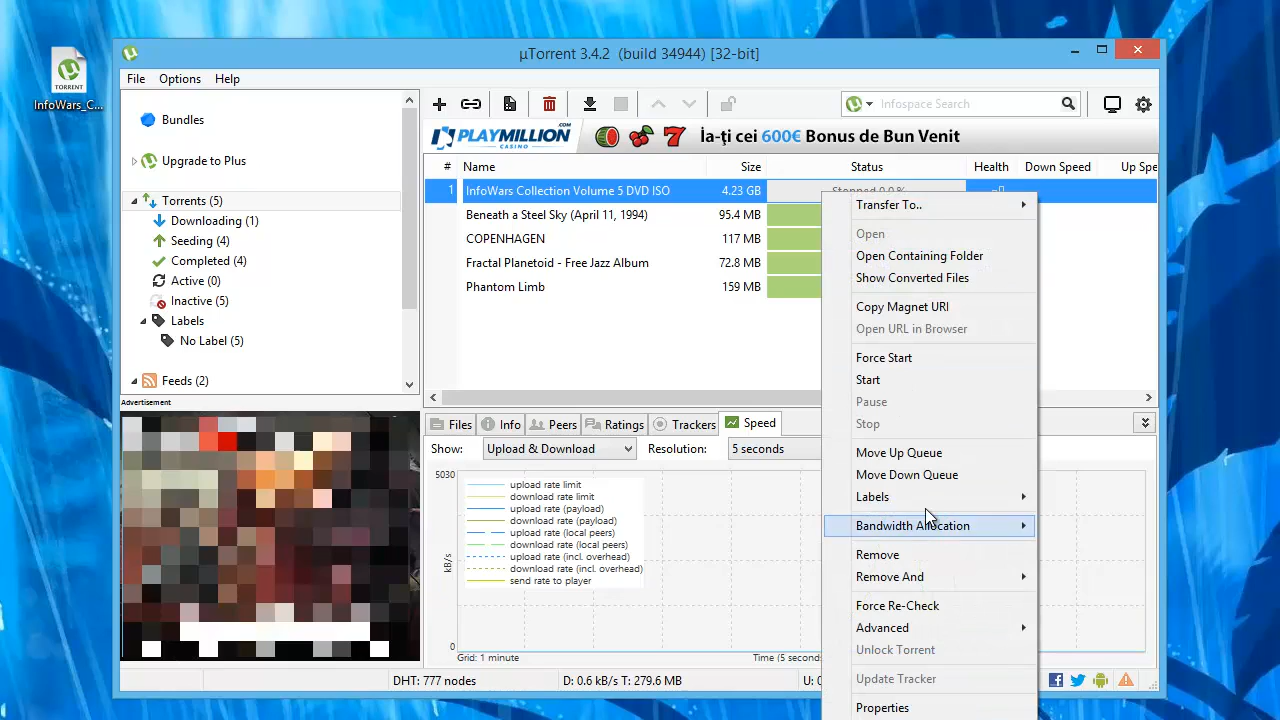 TORRENT
InfoWars_C...
µTorrent 3.4.2 (build 34944) [32-bit]
File Options Help
Bundles
Upgrade to Plus
Torrents (5)
Downloading (1)
Seeding (4)
Completed (4)
Active (0)
Inactive (5)
Labels
No Label (5)
Feeds (2)
Advertisement
Infospace Search
PLAYMILLION.COM
CASINO
7
Ia-ţi cei 600€ Bonus de Bun Venit
# Name Size Status Health Down Speed Up Spe
1 InfoWars Collection Volume 5 DVD ISO 4.23 GB Stopped 0.0 %
Beneath a Steel Sky (April 11, 1994) 95.4 MB
COPENHAGEN 117 MB
Fractal Planetoid - Free Jazz Album 72.8 MB
Phantom Limb 159 MB
Transfer To..
Open
Open Containing Folder
Show Converted Files
Copy Magnet URI
Open URL in Browser
Force Start
Start
Pause
Stop
Move Up Queue
Move Down Queue
Labels
Bandwidth Allocation
Remove
Remove And
Force Re-Check
Advanced
Unlock Torrent
Update Tracker
Properties
Files Info Peers Ratings Trackers Speed
Show: Upload & Download Resolution: 5 seconds
5030
kB/s
0
upload rate limit
download rate limit
upload rate (payload)
download rate (payload)
upload rate (local peers)
download rate (local peers)
upload rate (incl. overhead)
download rate (incl. overhead)
send rate to player
Grid: 1 minute Time (5 seconds
DHT: 777 nodes D: 0.6 kB/s T: 279.6 MB U: 0